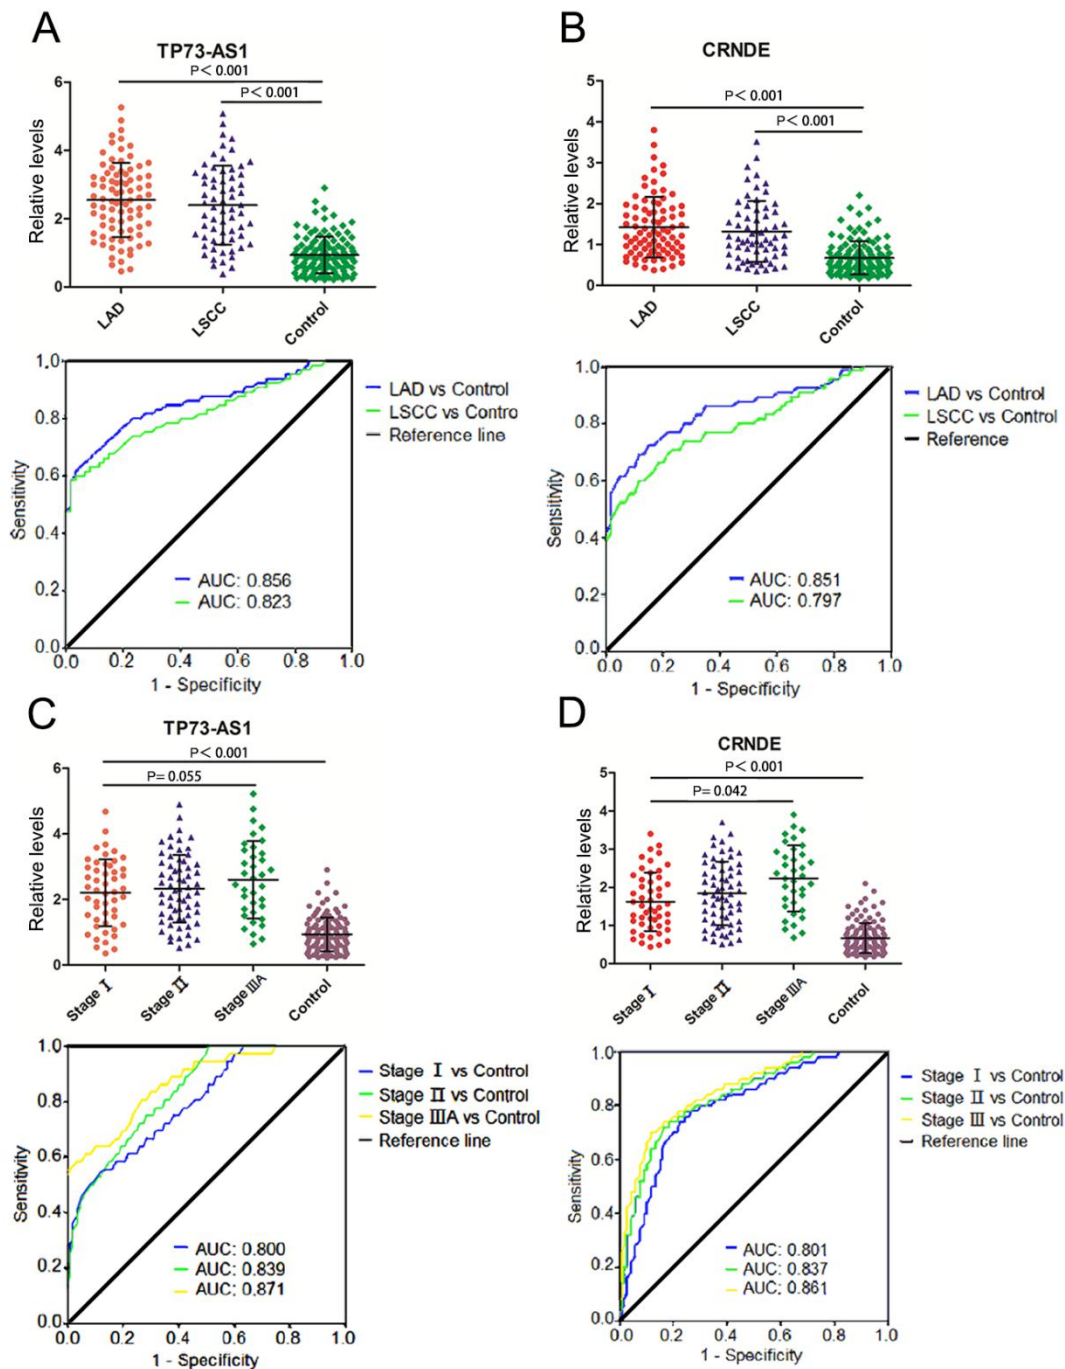 A
TP73-AS1
P< 0.001
P< 0.001
Relative levels
6
4
2
0
LAD
LSCC
Control
1.0
0.8
0.6
0.4
0.2
0.0
Sensitivity
LAD vs Control
LSCC vs Contro
Reference line
AUC: 0.856
AUC: 0.823
0.0 0.2 0.4 0.6 0.8 1.0
1 - Specificity
B
CRNDE
P< 0.001
P< 0.001
Relative levels
5
4
3
2
1
0
LAD
LSCC
Control
1.0
0.8
0.6
0.4
0.2
0.0
Sensitivity
LAD vs Control
LSCC vs Control
Reference
AUC: 0.851
AUC: 0.797
0.0 0.2 0.4 0.6 0.8 1.0
1 - Specificity
C
TP73-AS1
P< 0.001
P= 0.055
Relative levels
6
4
2
0
Stage Ⅰ
Stage Ⅱ
Stage ⅢA
Control
1.0
0.8
0.6
0.4
0.2
0.0
Sensitivity
Stage Ⅰ vs Control
Stage Ⅱ vs Control
Stage ⅢA vs Control
Reference line
AUC: 0.800
AUC: 0.839
AUC: 0.871
0.0 0.2 0.4 0.6 0.8 1.0
1 - Specificity
D
CRNDE
P< 0.001
P= 0.042
Relative levels
5
4
3
2
1
0
Stage Ⅰ
Stage Ⅱ
Stage ⅢA
Control
1.0
0.8
0.6
0.4
0.2
0.0
Sensitivity
Stage Ⅰ vs Control
Stage Ⅱ vs Control
Stage Ⅲ vs Control
Reference line
AUC: 0.801
AUC: 0.837
AUC: 0.861
0.0 0.2 0.4 0.6 0.8 1.0
1 - Specificity